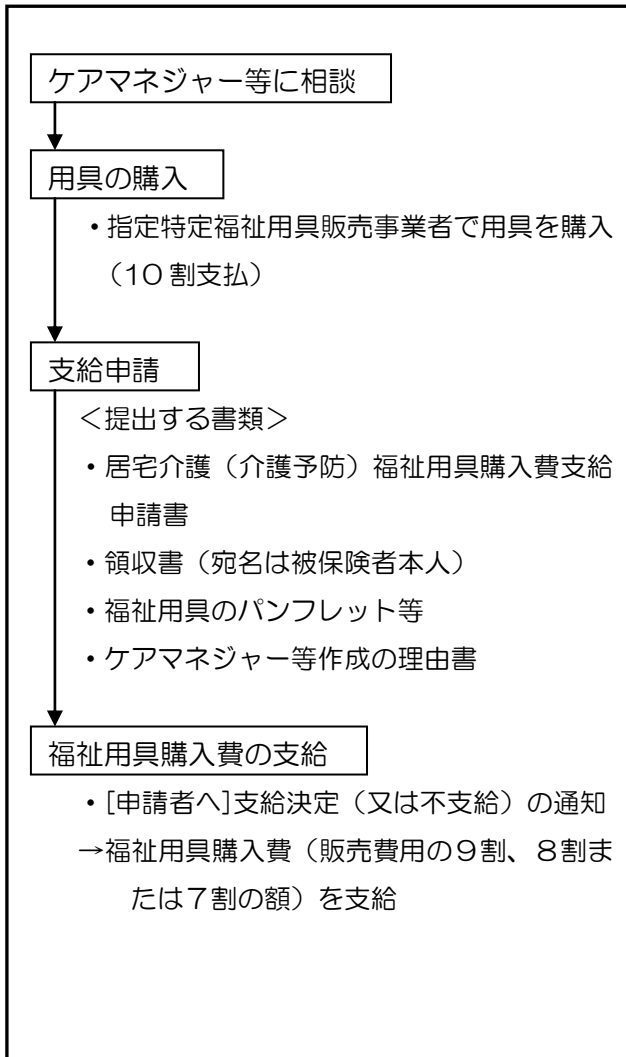 ケアマネジャー等に相談
用具の購入
・指定特定福祉用具販売事業者で用具を購入
（10 割支払）
支給申請
＜提出する書類＞
・居宅介護（介護予防）福祉用具購入費支給
申請書
・領収書（宛名は被保険者本人）
・福祉用具のパンフレット等
・ケアマネジャー等作成の理由書
福祉用具購入費の支給
・[申請者へ]支給決定（又は不支給）の通知
→福祉用具購入費（販売費用の９割、８割ま
たは７割の額）を支給